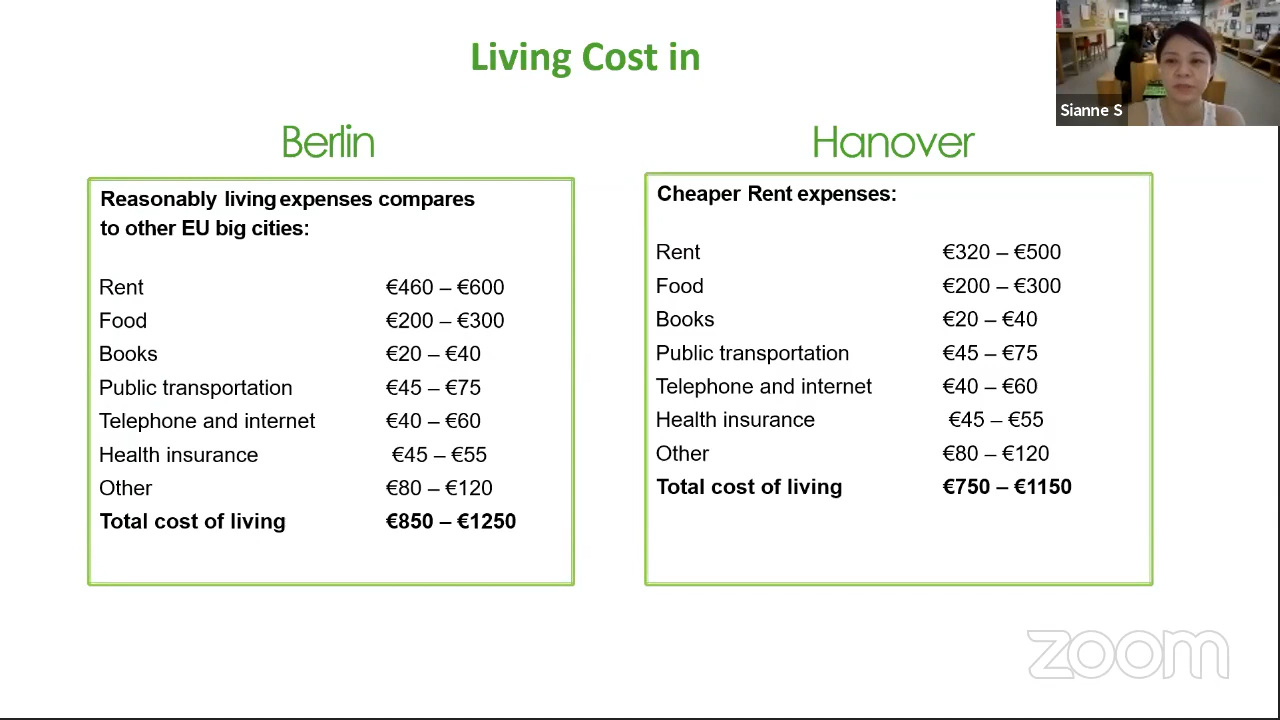 Living Cost in
Sianne S
Berlin
Reasonably living expenses compares
to other EU big cities:
Rent €460 – €600
Food €200 – €300
Books €20 – €40
Public transportation €45 – €75
Telephone and internet €40 – €60
Health insurance €45 – €55
Other €80 – €120
Total cost of living €850 – €1250
Hanover
Cheaper Rent expenses:
Rent €320 – €500
Food €200 – €300
Books €20 – €40
Public transportation €45 – €75
Telephone and internet €40 – €60
Health insurance €45 – €55
Other €80 – €120
Total cost of living €750 – €1150
zoom